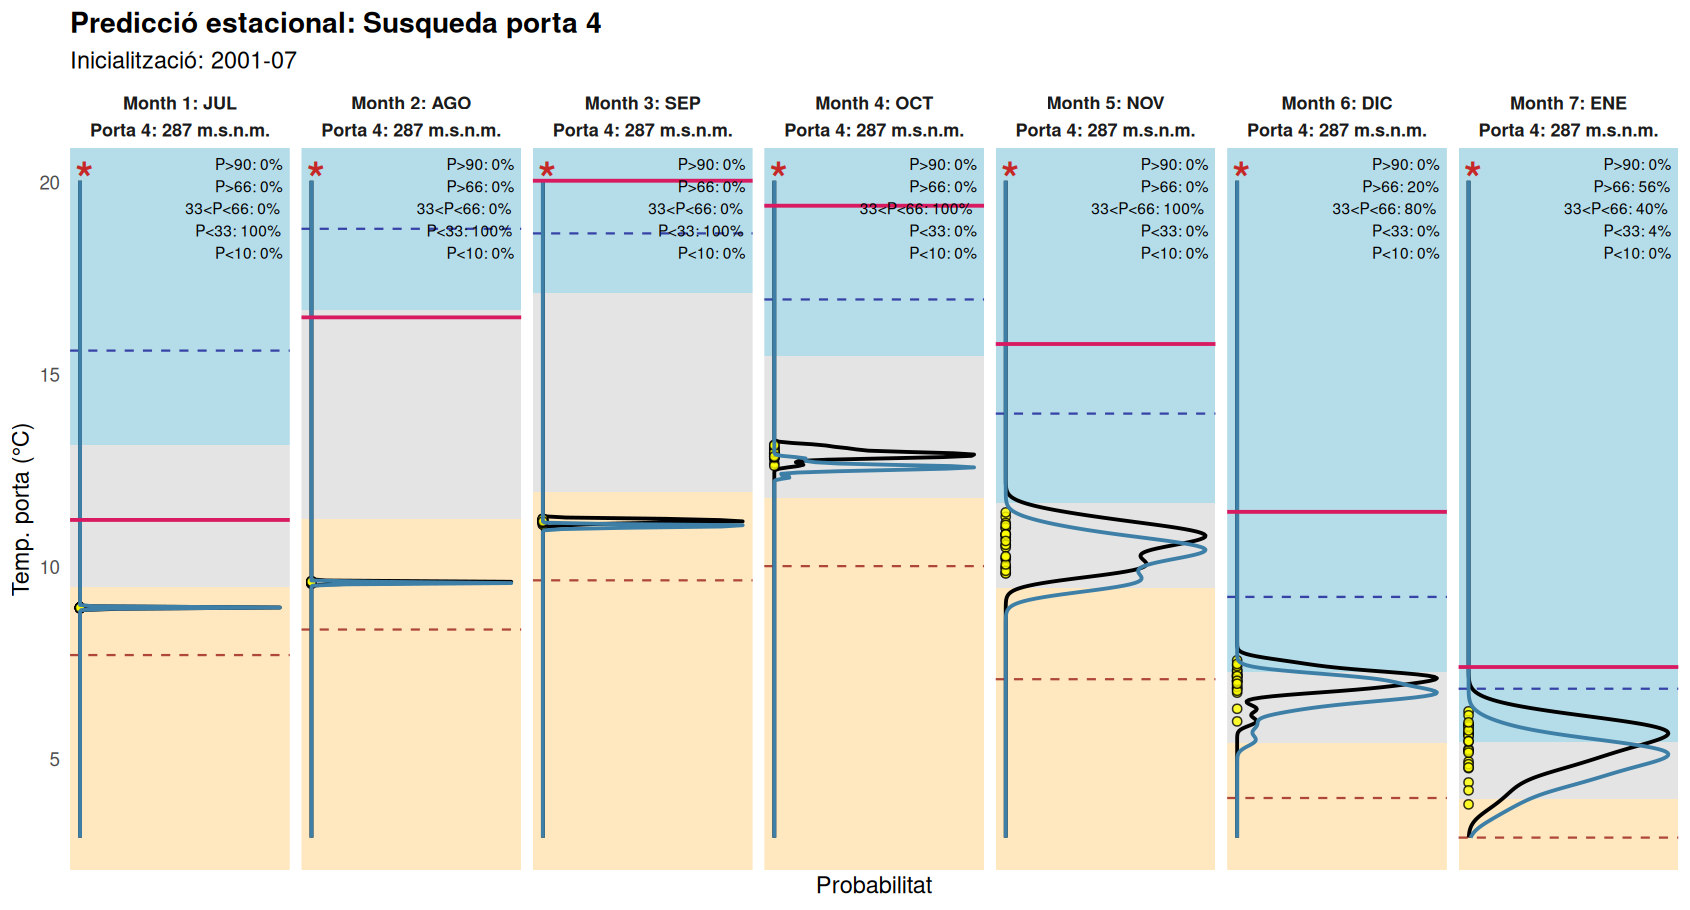 Predicció estacional: Susqueda porta 4
Inicialització: 2001-07
Month 1: JUL
Porta 4: 287 m.s.n.m.
Month 2: AGO
Porta 4: 287 m.s.n.m.
Month 3: SEP
Porta 4: 287 m.s.n.m.
Month 4: OCT
Porta 4: 287 m.s.n.m.
Month 5: NOV
Porta 4: 287 m.s.n.m.
Month 6: DIC
Porta 4: 287 m.s.n.m.
Month 7: ENE
Porta 4: 287 m.s.n.m.
*
P>90: 0%
P>66: 0%
33<P<66: 0%
P<33: 100%
P<10: 0%
*
P>90: 0%
P>66: 0%
33<P<66: 0%
P<33: 100%
P<10: 0%
*
P>90: 0%
P>66: 0%
33<P<66: 0%
P<33: 100%
P<10: 0%
*
P>90: 0%
P>66: 0%
33<P<66: 100%
P<33: 0%
P<10: 0%
*
P>90: 0%
P>66: 0%
33<P<66: 100%
P<33: 0%
P<10: 0%
*
P>90: 0%
P>66: 20%
33<P<66: 80%
P<33: 0%
P<10: 0%
*
P>90: 0%
P>66: 56%
33<P<66: 40%
P<33: 4%
P<10: 0%
20
15
10
5
Temp. porta (°C)
Probabilitat